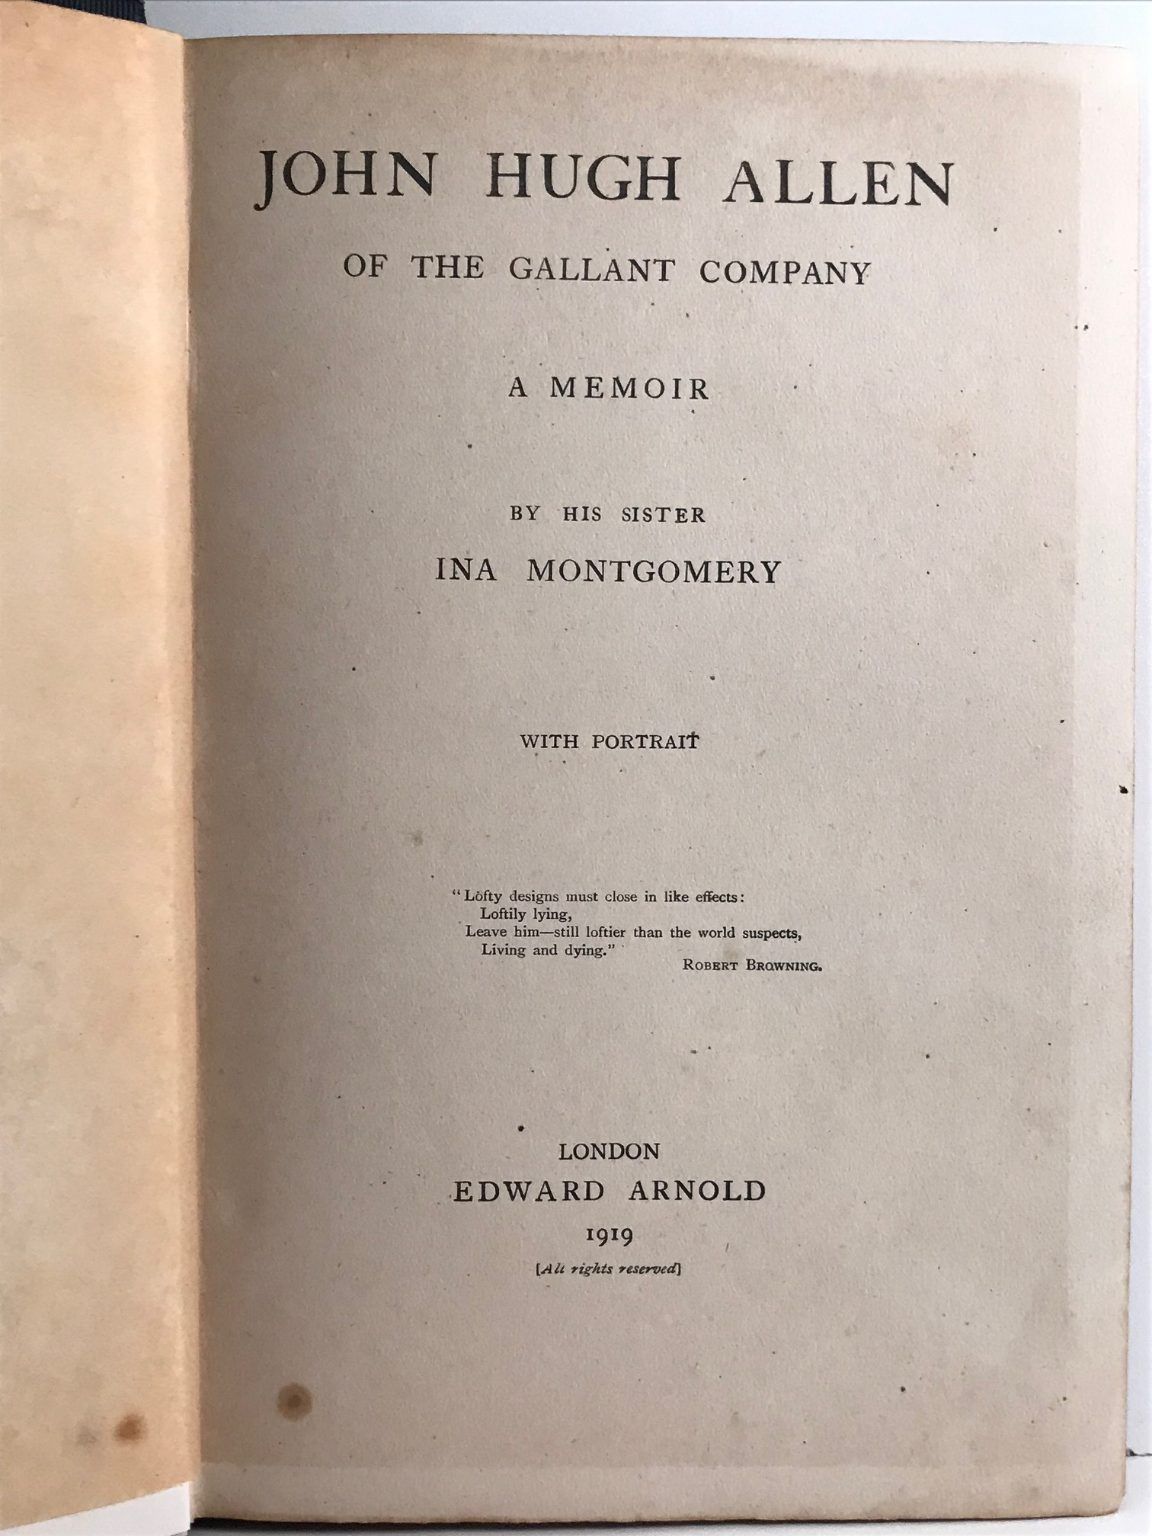 JOHN HUGH ALLEN
OF THE GALLANT COMPANY
A MEMOIR
BY HIS SISTER
INA MONTGOMERY
WITH PORTRAIT
“Lofty designs must close in like effects:
Loftily lying,
Leave him—still loftier than the world suspects,
Living and dying.”
ROBERT BROWNING.
LONDON
EDWARD ARNOLD
1919
[All rights reserved]